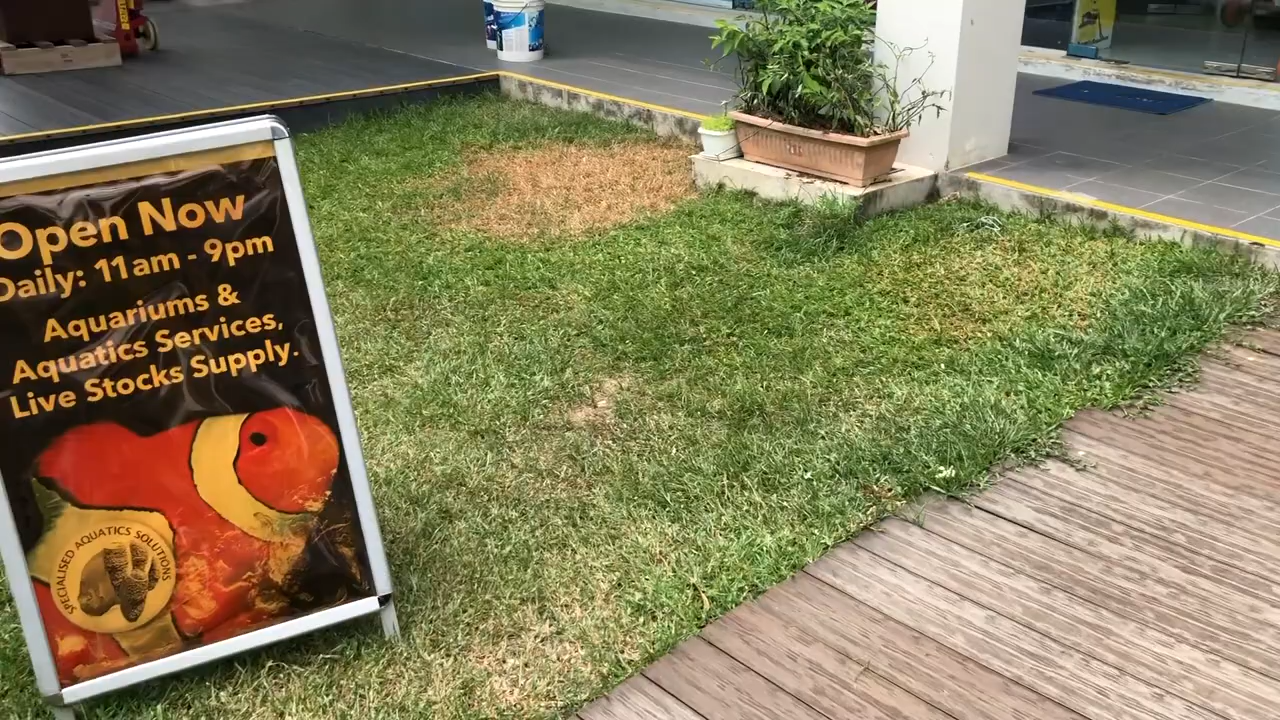 Open Now
Daily: 11am - 9pm
Aquariums &
Aquatics Services,
Live Stocks Supply.
SPECIALISED AQUATICS SOLUTIONS